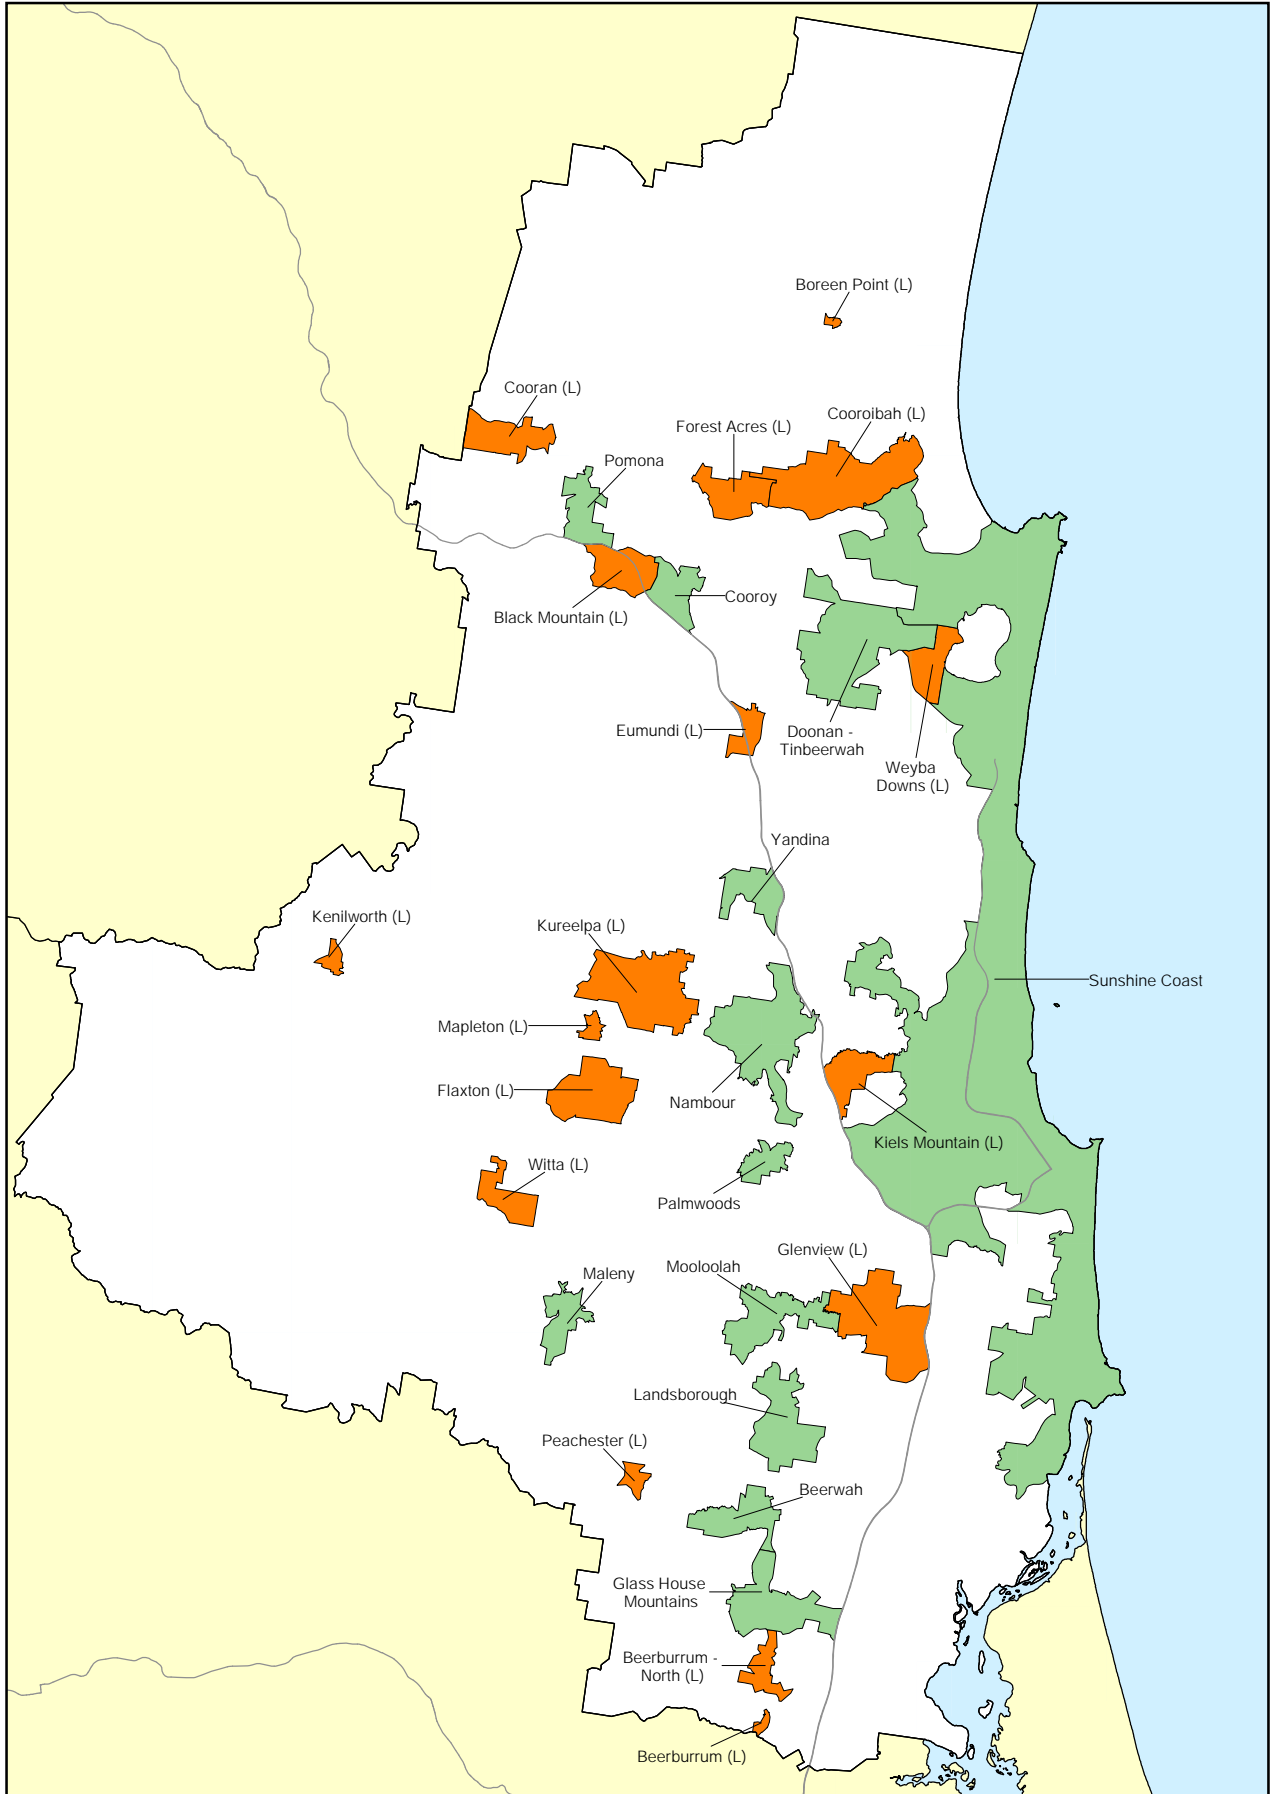 Boreen Point (L)
Cooran (L)
Cooroibah (L)
Forest Acres (L)
Pomona
Cooroy
Black Mountain (L)
Eumundi (L)
Doonan -
Tinbeerwah
Weyba
Downs (L)
Yandina
Kenilworth (L)
Kureelpa (L)
Sunshine Coast
Mapleton (L)
Flaxton (L)
Nambour
Kiels Mountain (L)
Witta (L)
Palmwoods
Glenview (L)
Mooloolah
Maleny
Landsborough
Peachester (L)
Beerwah
Glass House
Mountains
Beerburrum -
North (L)
Beerburrum (L)